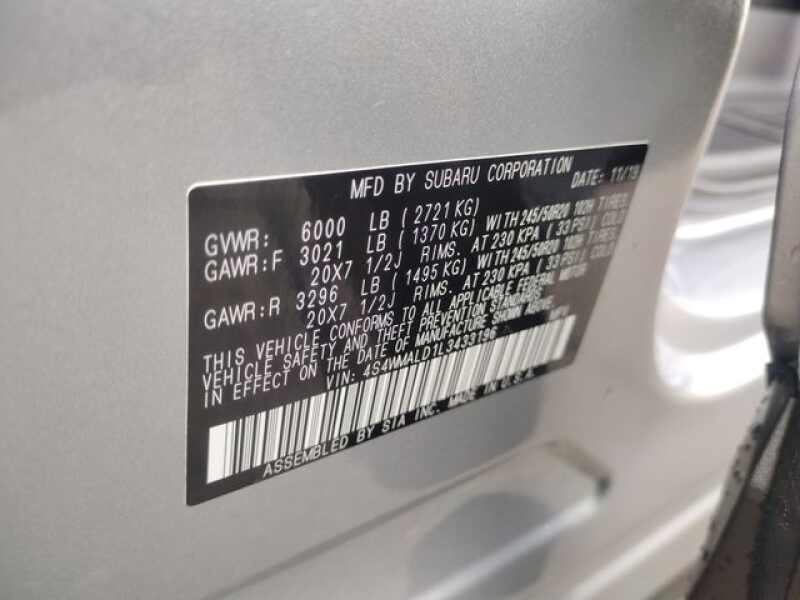 MFD BY SUBARU CORPORATION DATE: 11/19
GVWR: 6000 LB (2721 KG)
GAWR:F 3021 LB (1370 KG) WITH 245/50R20 102H TIRES,
20X7 1/2J RIMS. AT 230 KPA (33 PSI) COLD
GAWR:R 3296 LB (1495 KG) WITH 245/50R20 102H TIRES,
20X7 1/2J RIMS. AT 230 KPA (33 PSI) COLD
THIS VEHICLE CONFORMS TO ALL APPLICABLE FEDERAL MOTOR
VEHICLE SAFETY AND THEFT PREVENTION STANDARDS
IN EFFECT ON THE DATE OF MANUFACTURE SHOWN ABOVE.
VIN: 4S4WMALD1L3433196 MPV
ASSEMBLED BY SIA INC. MADE IN U.S.A.